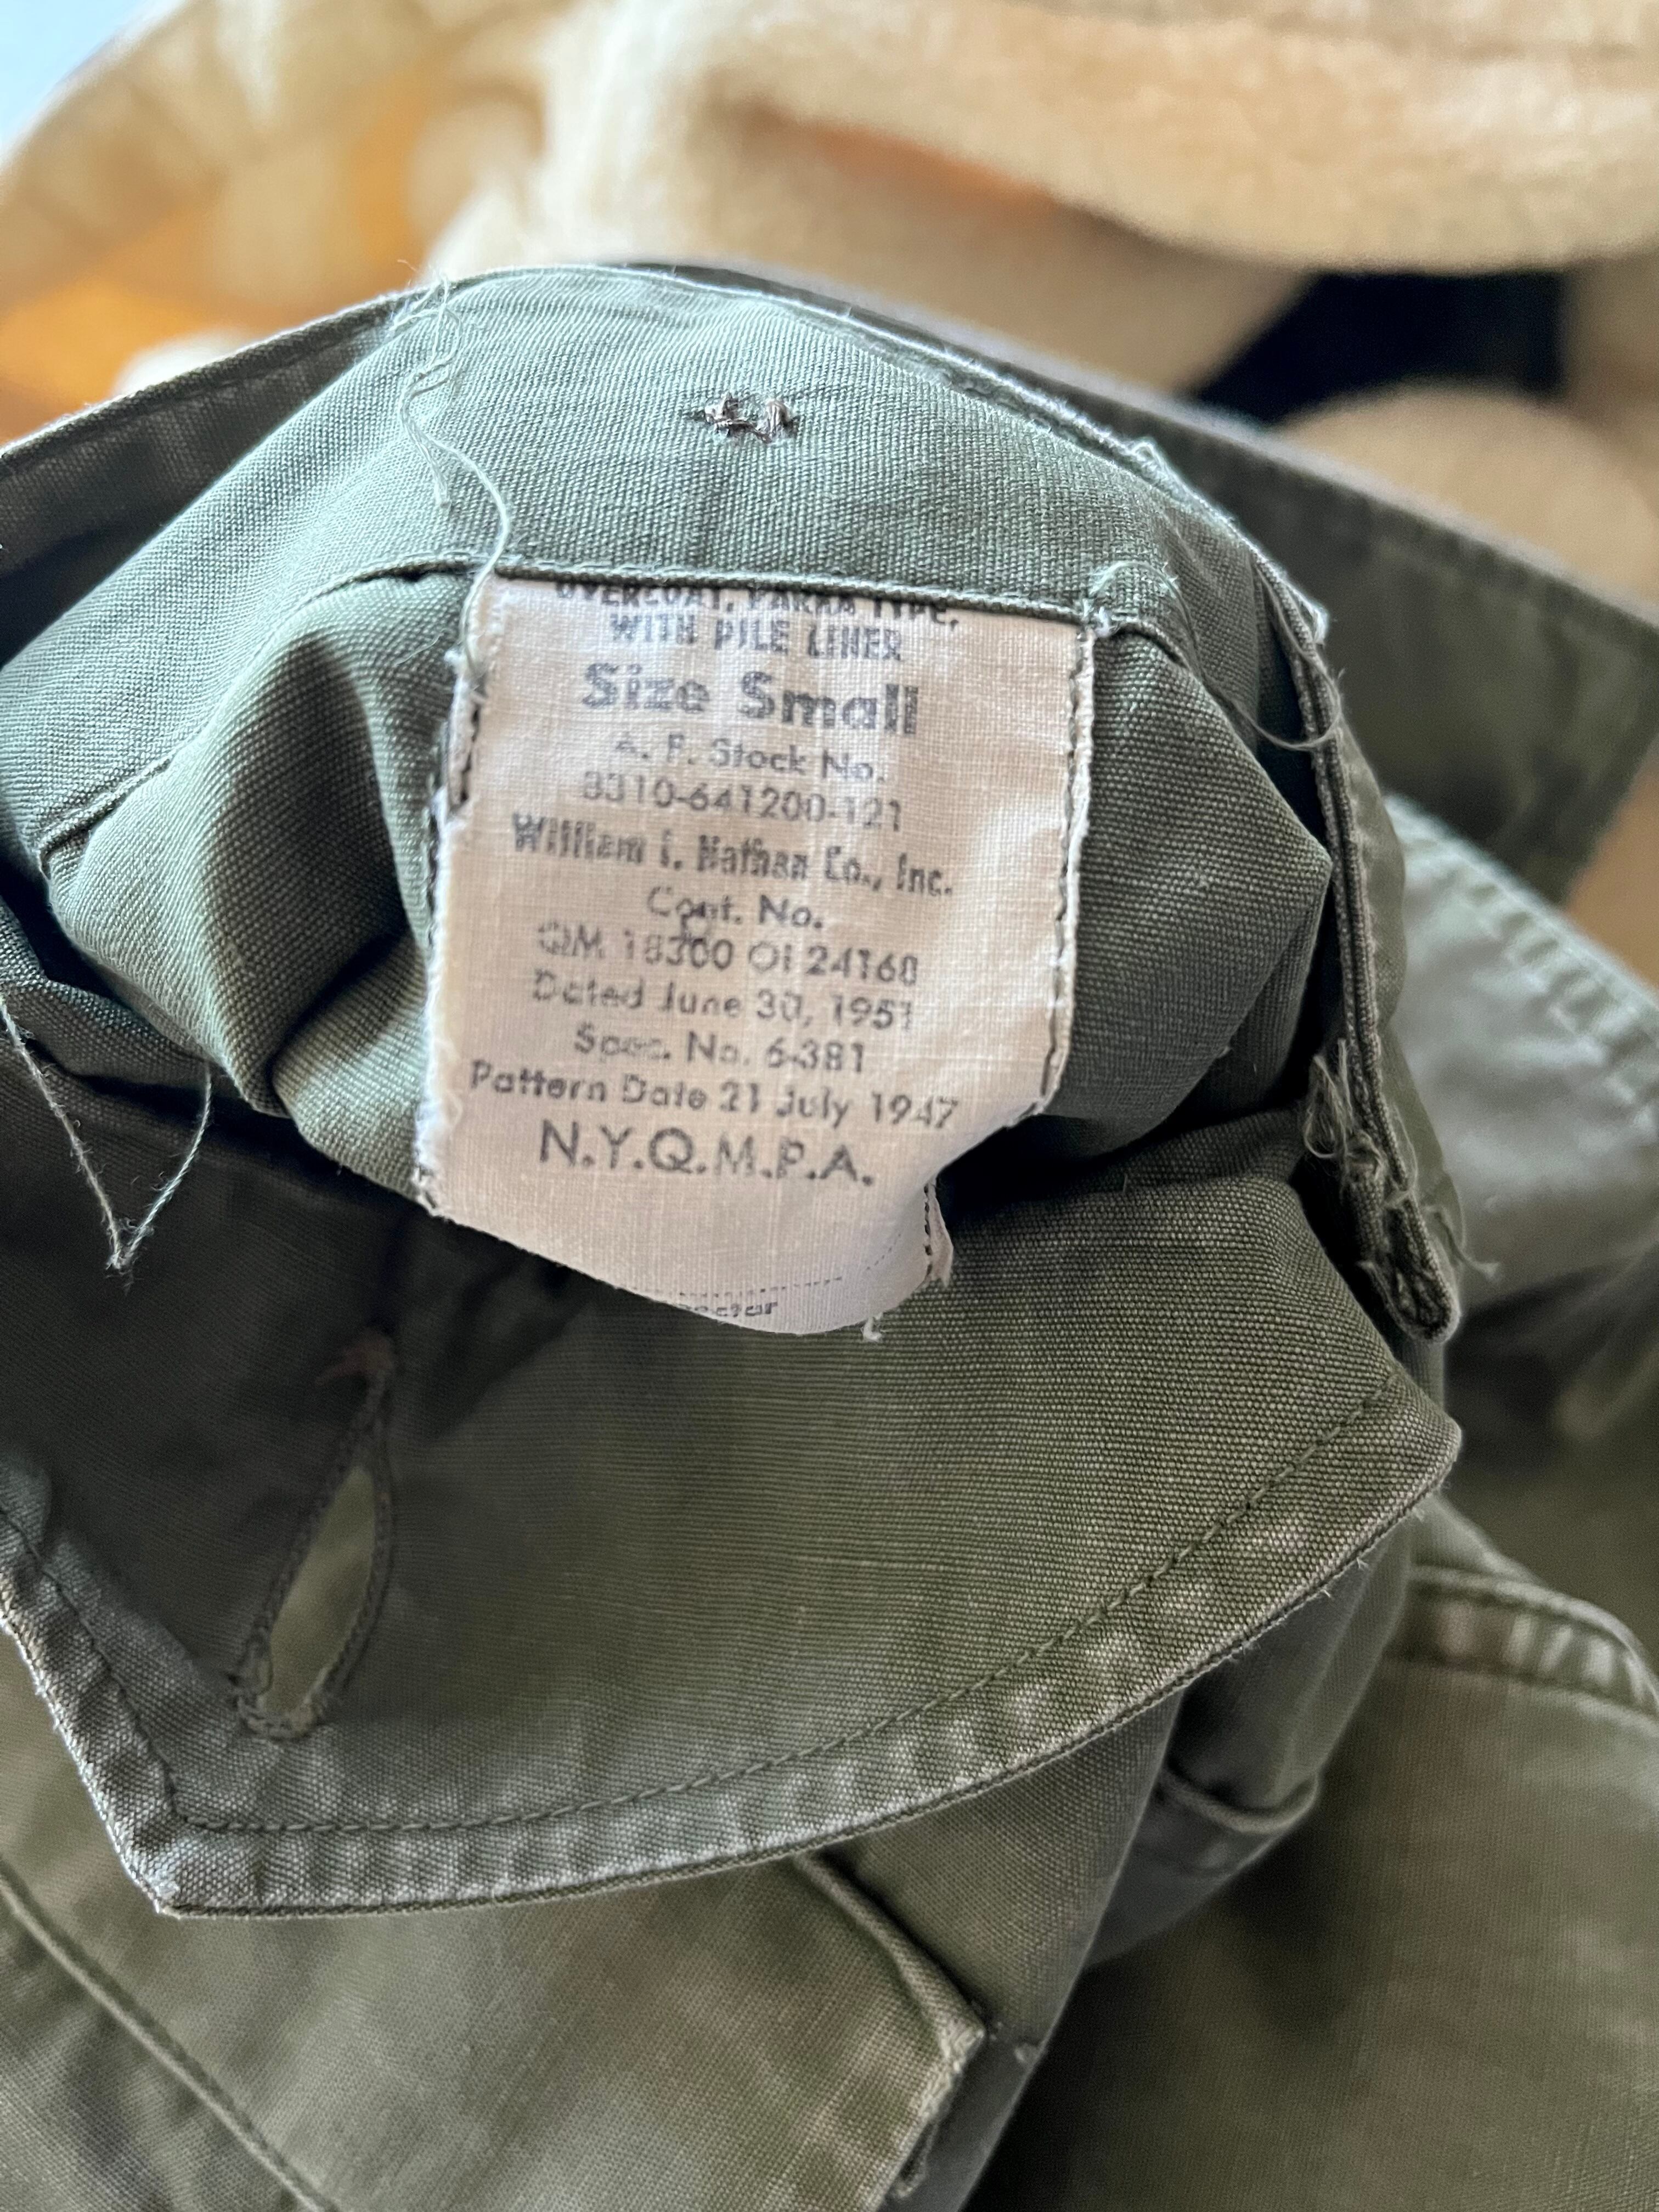 OVERCOAT, PARKA TYPE,
WITH PILE LINER
Size Small
A. F. Stock No.
8310-641200-121
William I. Nathan Co., Inc.
Cont. No.
QM 18300 OI 24160
Dated June 30, 1951
Spec. No. 6-381
Pattern Date 21 July 1947
N.Y.Q.M.P.A.